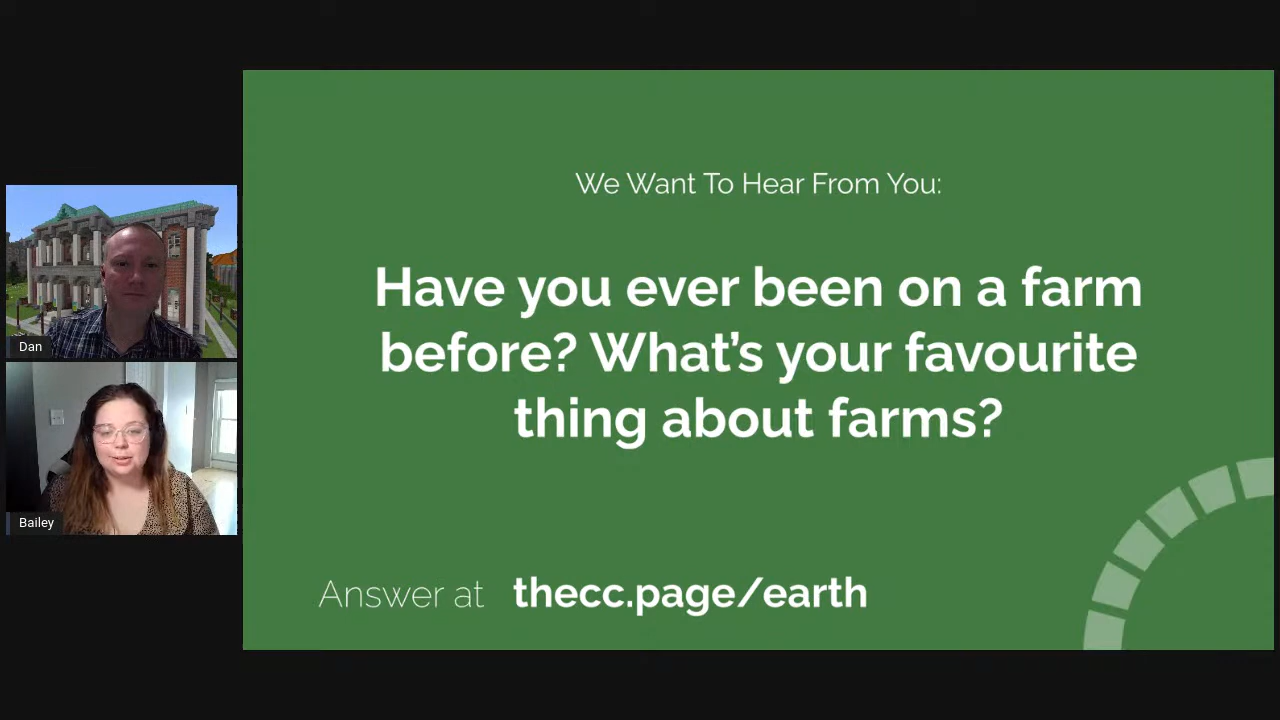 We Want To Hear From You:
Have you ever been on a farm
before? What's your favourite
thing about farms?
Dan
Bailey
Answer at thecc.page/earth